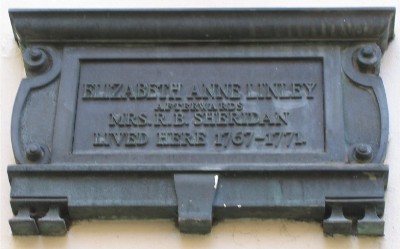 ELIZABETH ANNE LINLEY
AFTERWARDS
MRS. R. B. SHERIDAN
LIVED HERE 1767–1771.